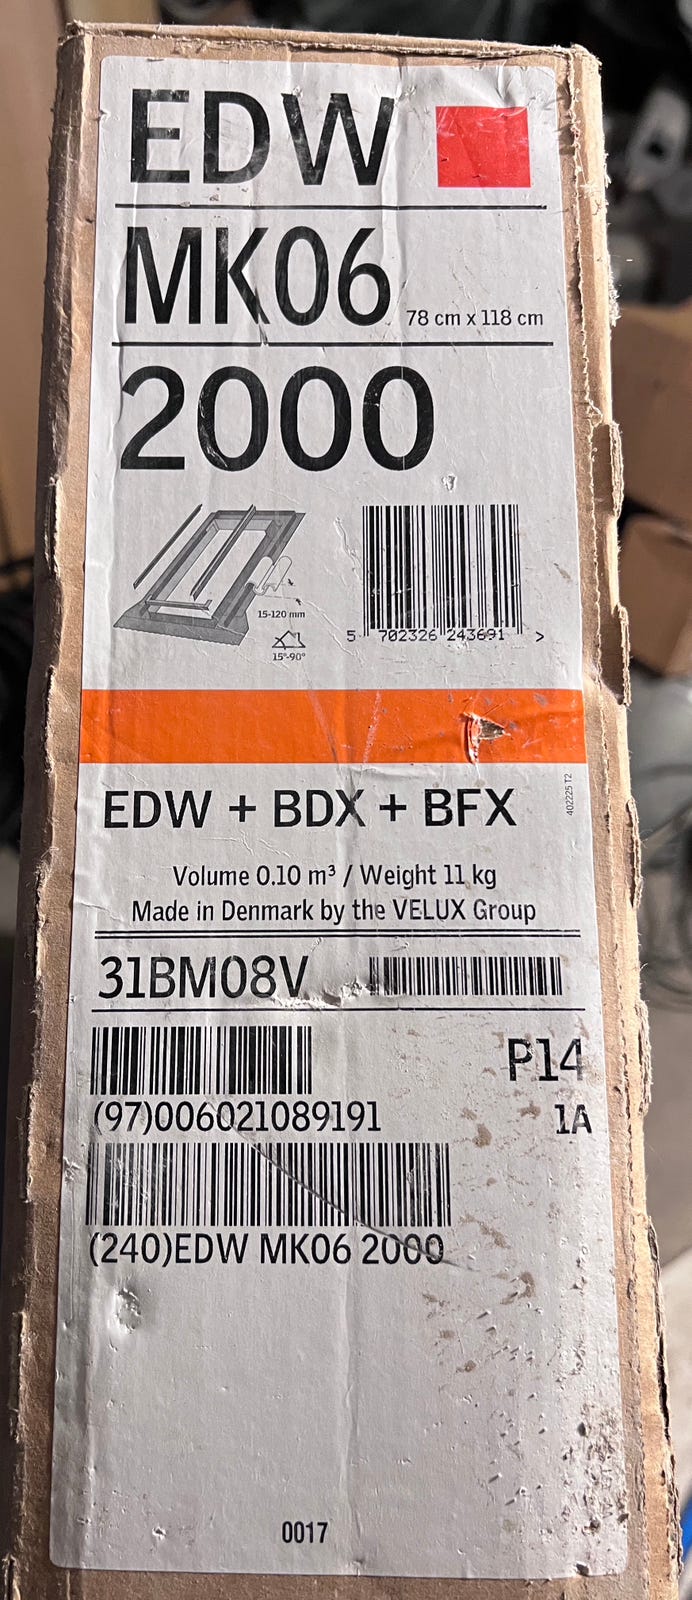 EDW
MK06 78 cm x 118 cm
2000
15-120 mm
15°-90°
5 702326 243691 >
EDW + BDX + BFX
402225 T2
Volume 0.10 m³ / Weight 11 kg
Made in Denmark by the VELUX Group
31BM08V
P14
(97)006021089191
1A
(240)EDW MK06 2000
0017